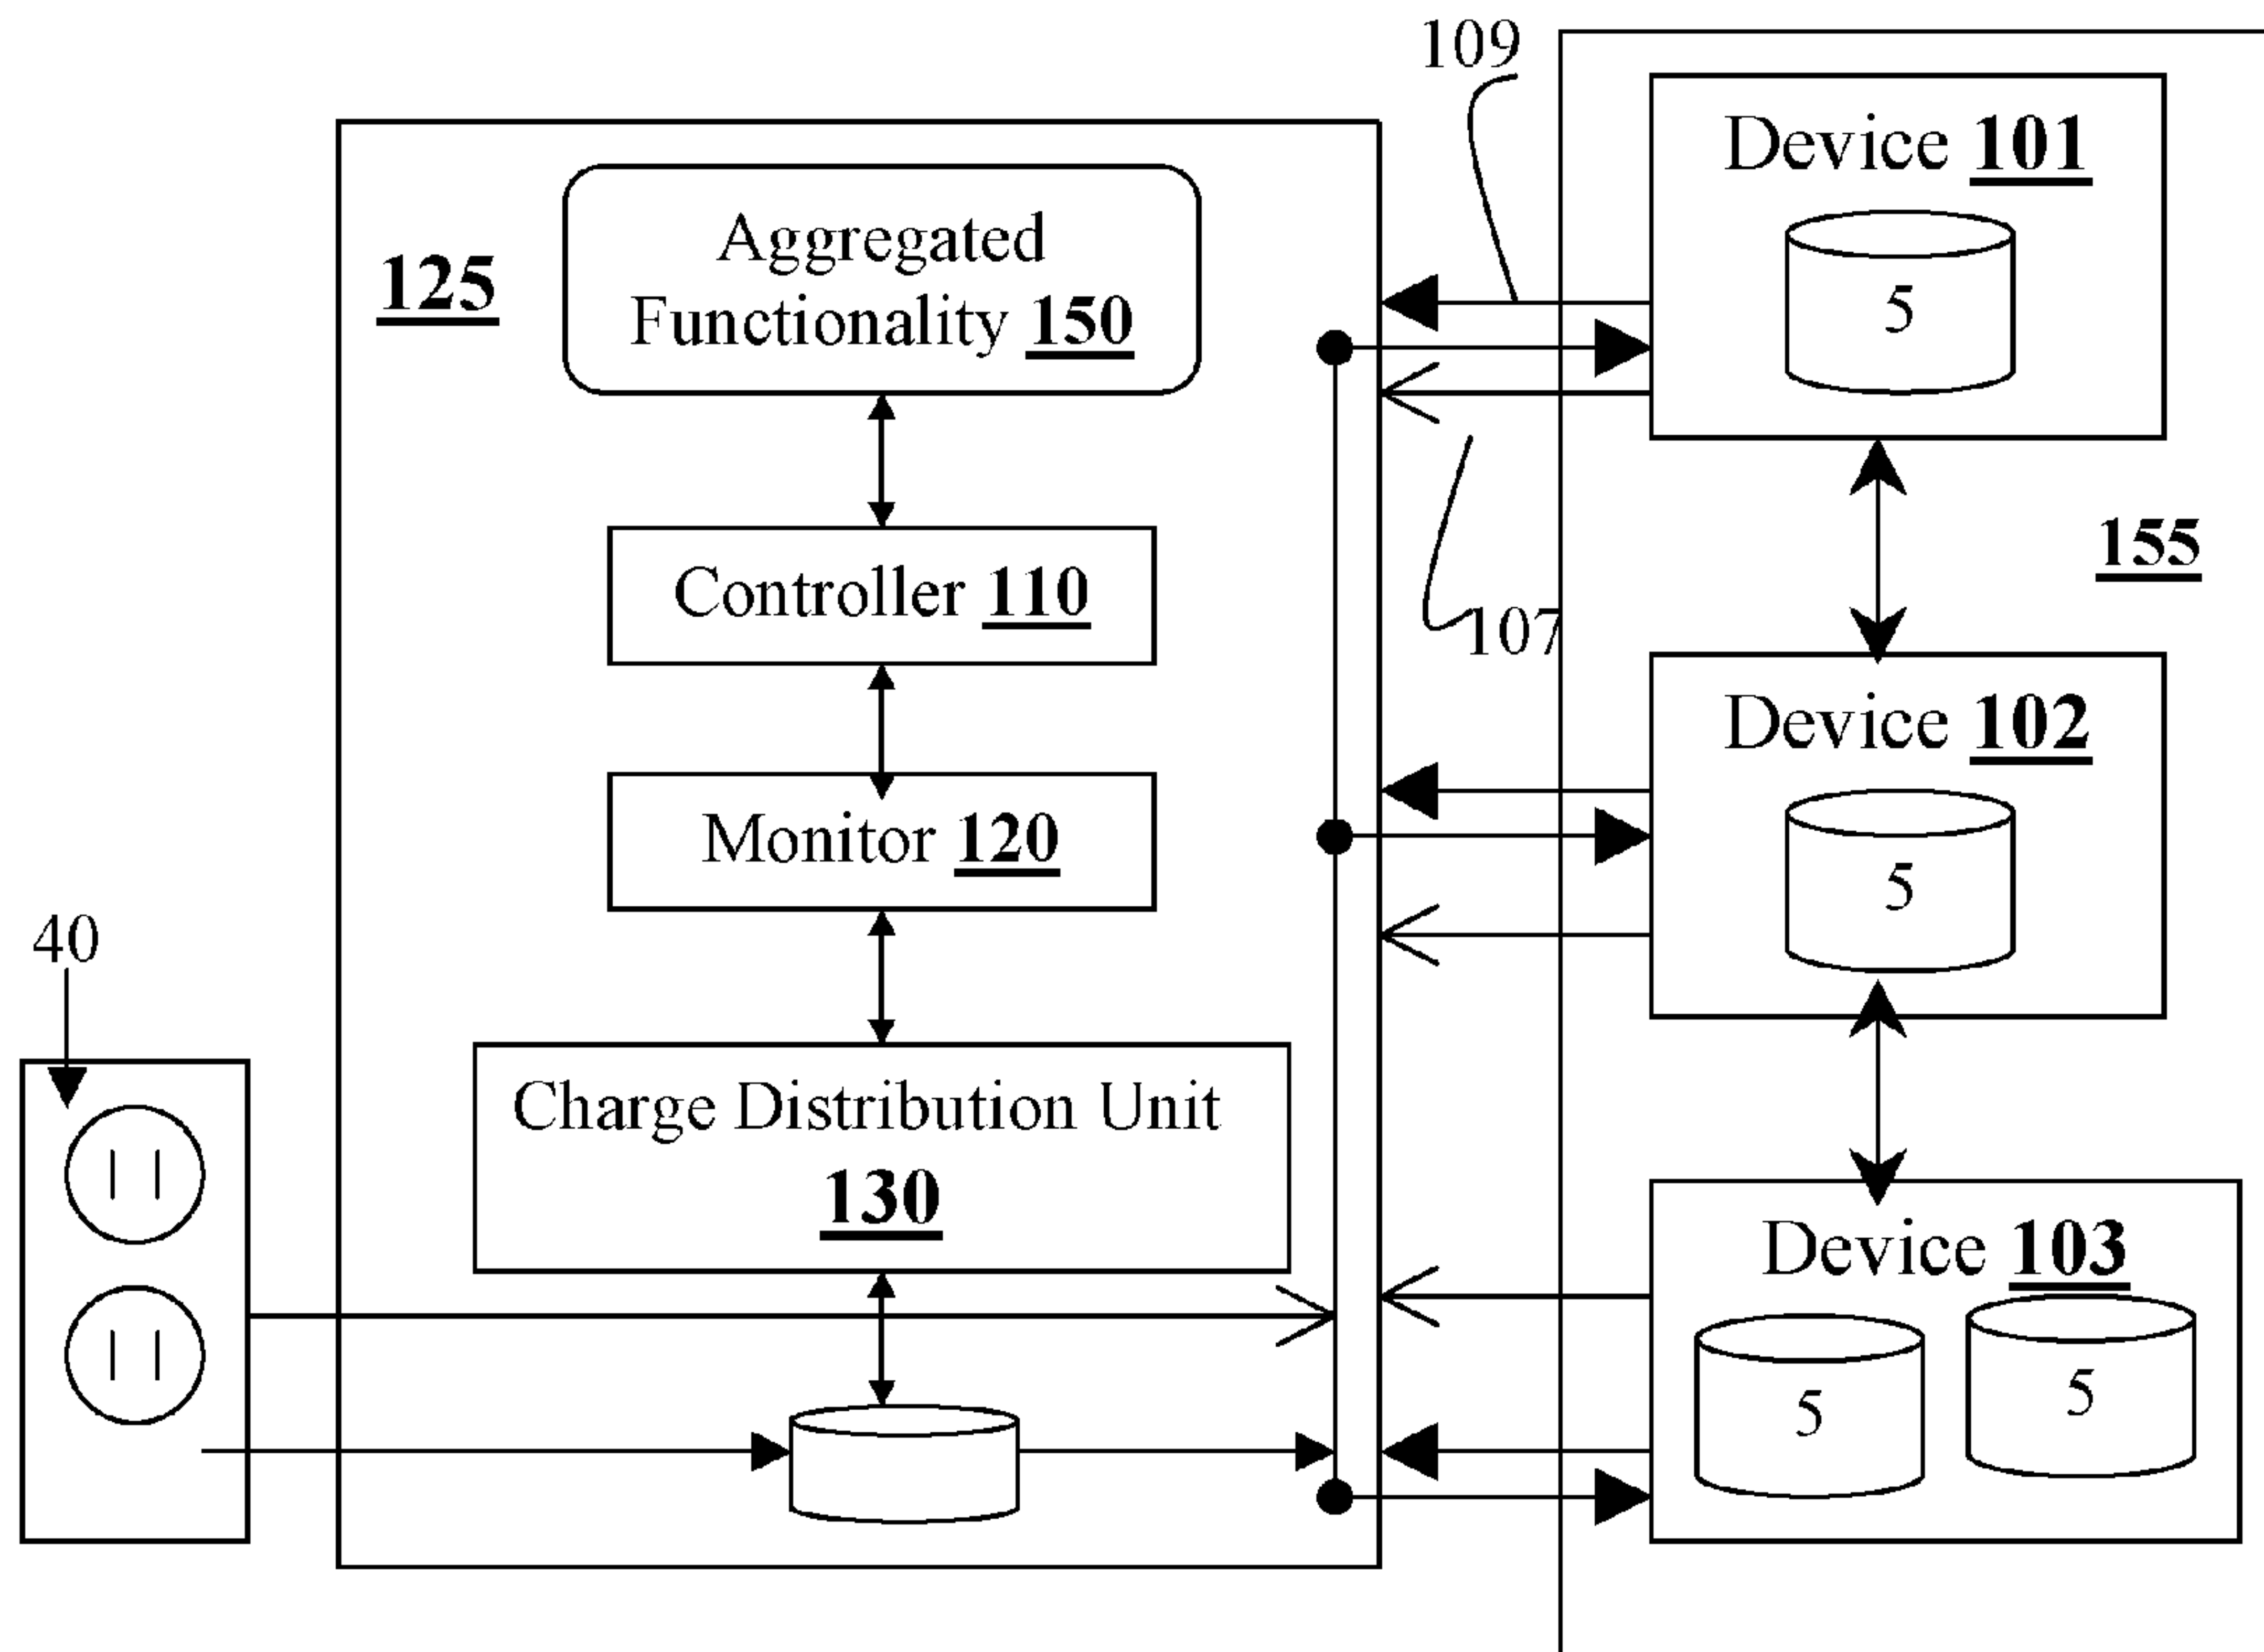 109
Device 101
5
125
Aggregated
Functionality 150
Controller 110
107
155
Device 102
5
Monitor 120
40
Charge Distribution Unit
130
Device 103
5
5